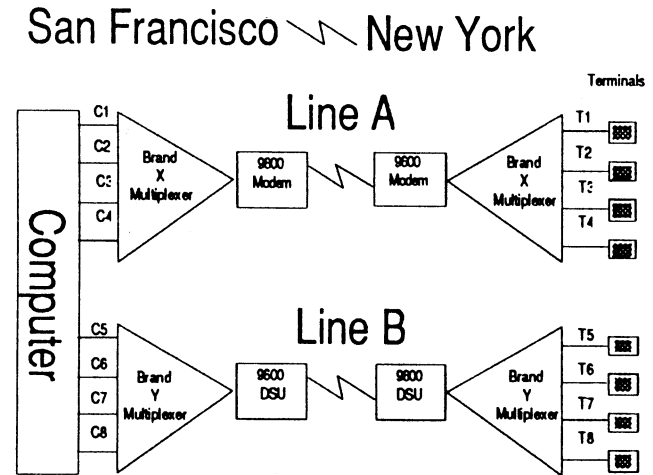 San Francisco New York
Terminals
Line A
C1
C2
C3
C4
Brand
X
Multiplexer
9600
Modem
9600
Modem
Brand
X
Multiplexer
T1
T2
T3
T4
Computer
Line B
C5
C6
C7
C8
Brand
Y
Multiplexer
9600
DSU
9600
DSU
Brand
Y
Multiplexer
T5
T6
T7
T8